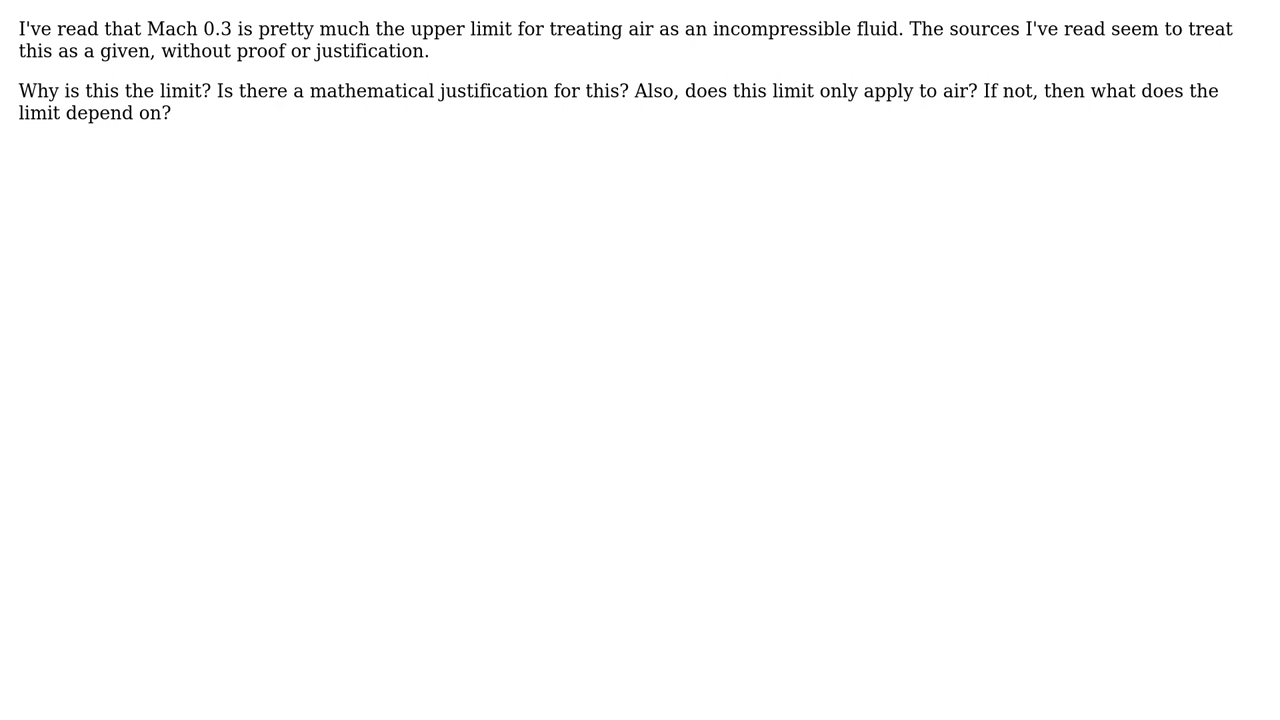 I've read that Mach 0.3 is pretty much the upper limit for treating air as an incompressible fluid. The sources I've read seem to treat
this as a given, without proof or justification.
Why is this the limit? Is there a mathematical justification for this? Also, does this limit only apply to air? If not, then what does the
limit depend on?